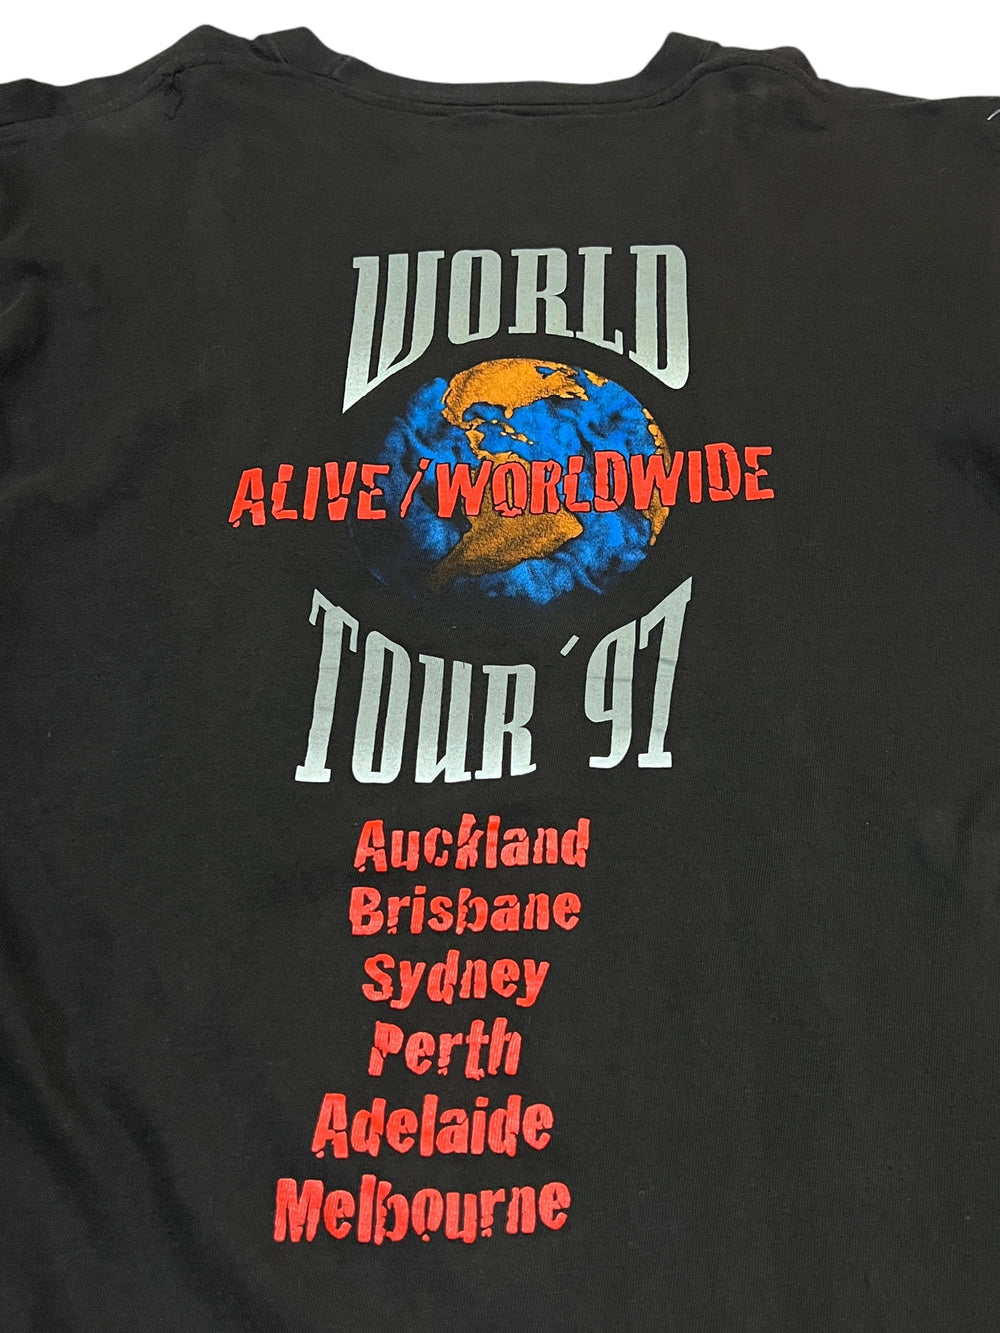 WORLD
ALIVE / WORLDWIDE
TOUR '97
Auckland
Brisbane
Sydney
Perth
Adelaide
Melbourne